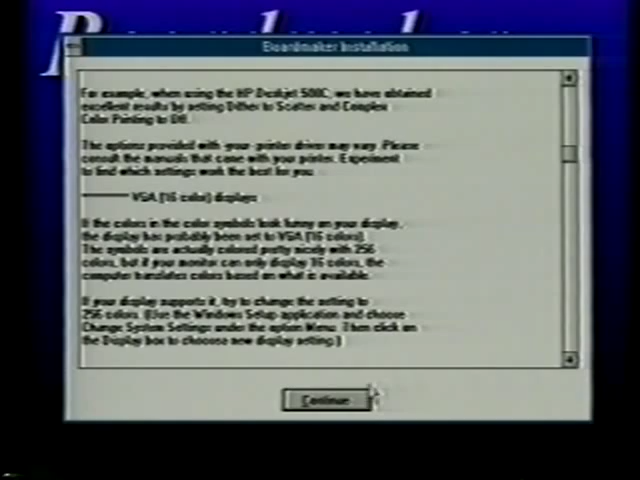 Boardmaker Installation
For example, when using the HP Deskjet 500C, we have obtained
excellent results by setting Dither to Scatter and Complex
Color Printing to Off.
The options provided with your printer driver may vary. Please
consult the manuals that came with your printer. Experiment
to find which settings work the best for you.
VGA (16 color) displays
If the colors in the color symbols look funny on your display,
the display has probably been set to VGA (16 colors).
The symbols are actually colored pretty nicely with 256
colors, but if your monitor can only display 16 colors, the
computer translates colors based on what is available.
If your display supports it, try to change the setting to
256 colors. (Use the Windows Setup application and choose
Change System Settings under the option Menu. Then click on
the Display box to choose new display setting.)
Continue